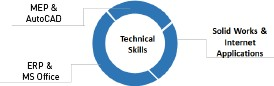 MEP &
AutoCAD
Technical
Skills
Solid Works &
Internet
Applications
ERP &
MS Office